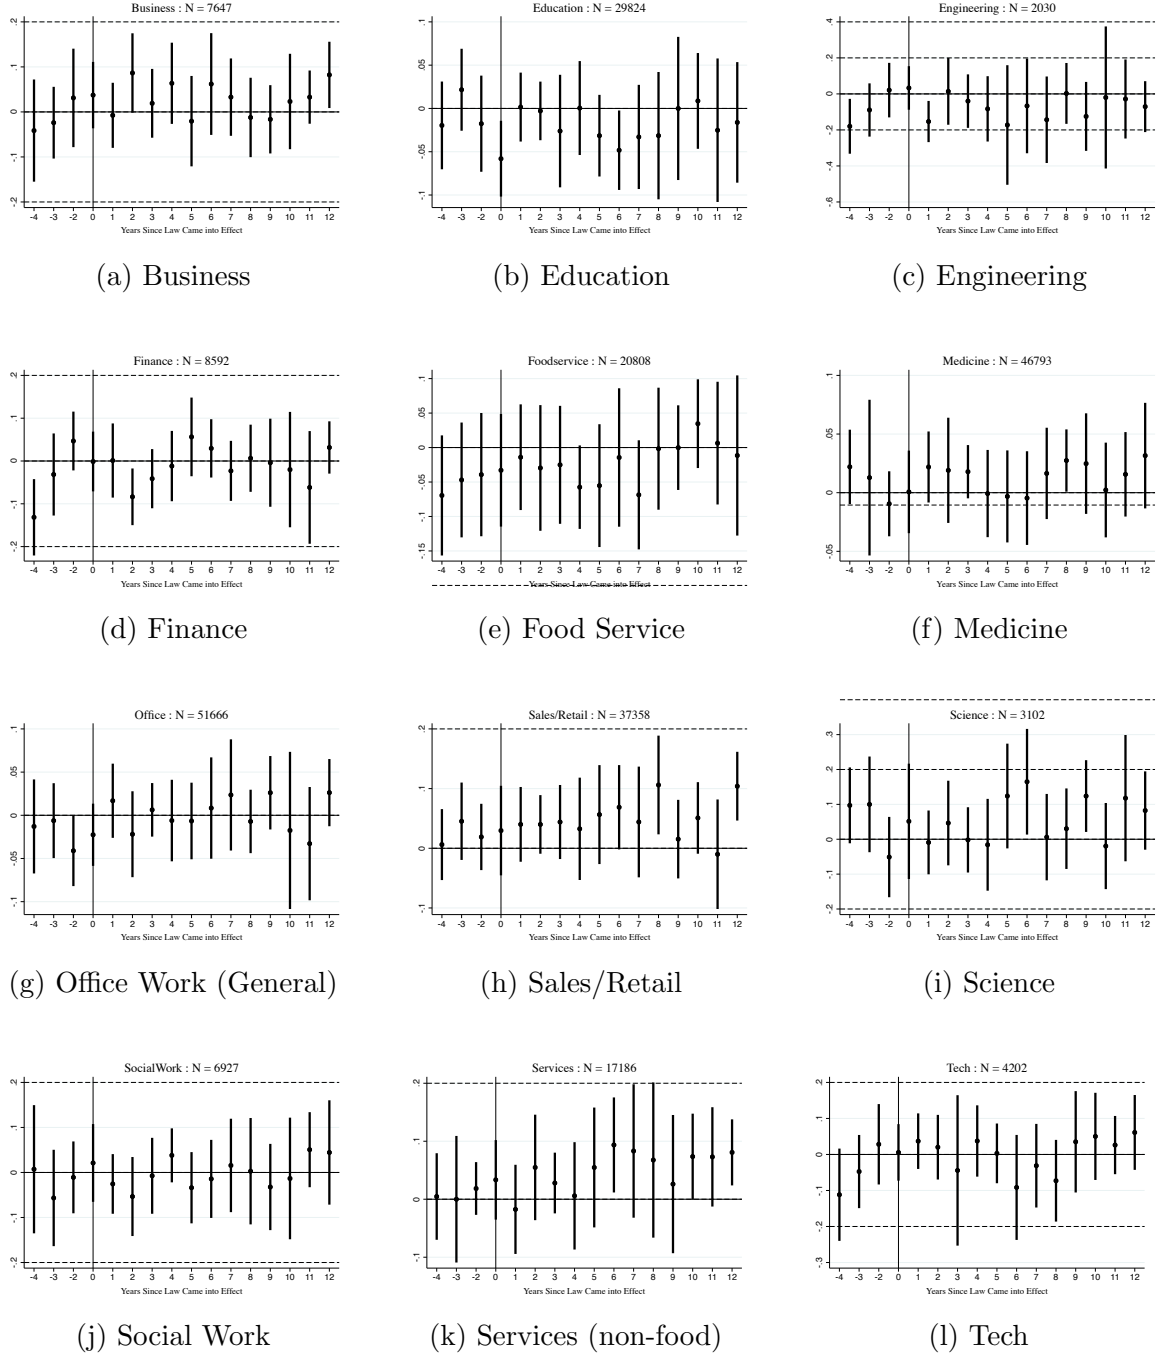 Business : N = 7647
.2
.1
0
-.1
-.2
-4 -3 -2 0 1 2 3 4 5 6 7 8 9 10 11 12
Years Since Law Came into Effect
(a) Business
Education : N = 29824
.05
0
-.05
-.1
-4 -3 -2 0 1 2 3 4 5 6 7 8 9 10 11 12
Years Since Law Came into Effect
(b) Education
Engineering : N = 2030
.4
.2
0
-.2
-.4
-.6
-4 -3 -2 0 1 2 3 4 5 6 7 8 9 10 11 12
Years Since Law Came into Effect
(c) Engineering
Finance : N = 8592
.2
.1
0
-.1
-.2
-4 -3 -2 0 1 2 3 4 5 6 7 8 9 10 11 12
Years Since Law Came into Effect
(d) Finance
Foodservice : N = 20808
.1
.05
0
-.05
-.1
-.15
-4 -3 -2 0 1 2 3 4 5 6 7 8 9 10 11 12
Years Since Law Came into Effect
(e) Food Service
Medicine : N = 46793
.1
.05
0
-.05
-4 -3 -2 0 1 2 3 4 5 6 7 8 9 10 11 12
Years Since Law Came into Effect
(f) Medicine
Office : N = 51666
.1
.05
0
-.05
-.1
-4 -3 -2 0 1 2 3 4 5 6 7 8 9 10 11 12
Years Since Law Came into Effect
(g) Office Work (General)
Sales/Retail : N = 37358
.2
.1
0
-.1
-4 -3 -2 0 1 2 3 4 5 6 7 8 9 10 11 12
Years Since Law Came into Effect
(h) Sales/Retail
Science : N = 3102
.3
.2
.1
0
-.1
-.2
-4 -3 -2 0 1 2 3 4 5 6 7 8 9 10 11 12
Years Since Law Came into Effect
(i) Science
SocialWork : N = 6927
.2
.1
0
-.1
-.2
-4 -3 -2 0 1 2 3 4 5 6 7 8 9 10 11 12
Years Since Law Came into Effect
(j) Social Work
Services : N = 17186
.2
.1
0
-.1
-4 -3 -2 0 1 2 3 4 5 6 7 8 9 10 11 12
Years Since Law Came into Effect
(k) Services (non-food)
Tech : N = 4202
.2
.1
0
-.1
-.2
-.3
-4 -3 -2 0 1 2 3 4 5 6 7 8 9 10 11 12
Years Since Law Came into Effect
(l) Tech